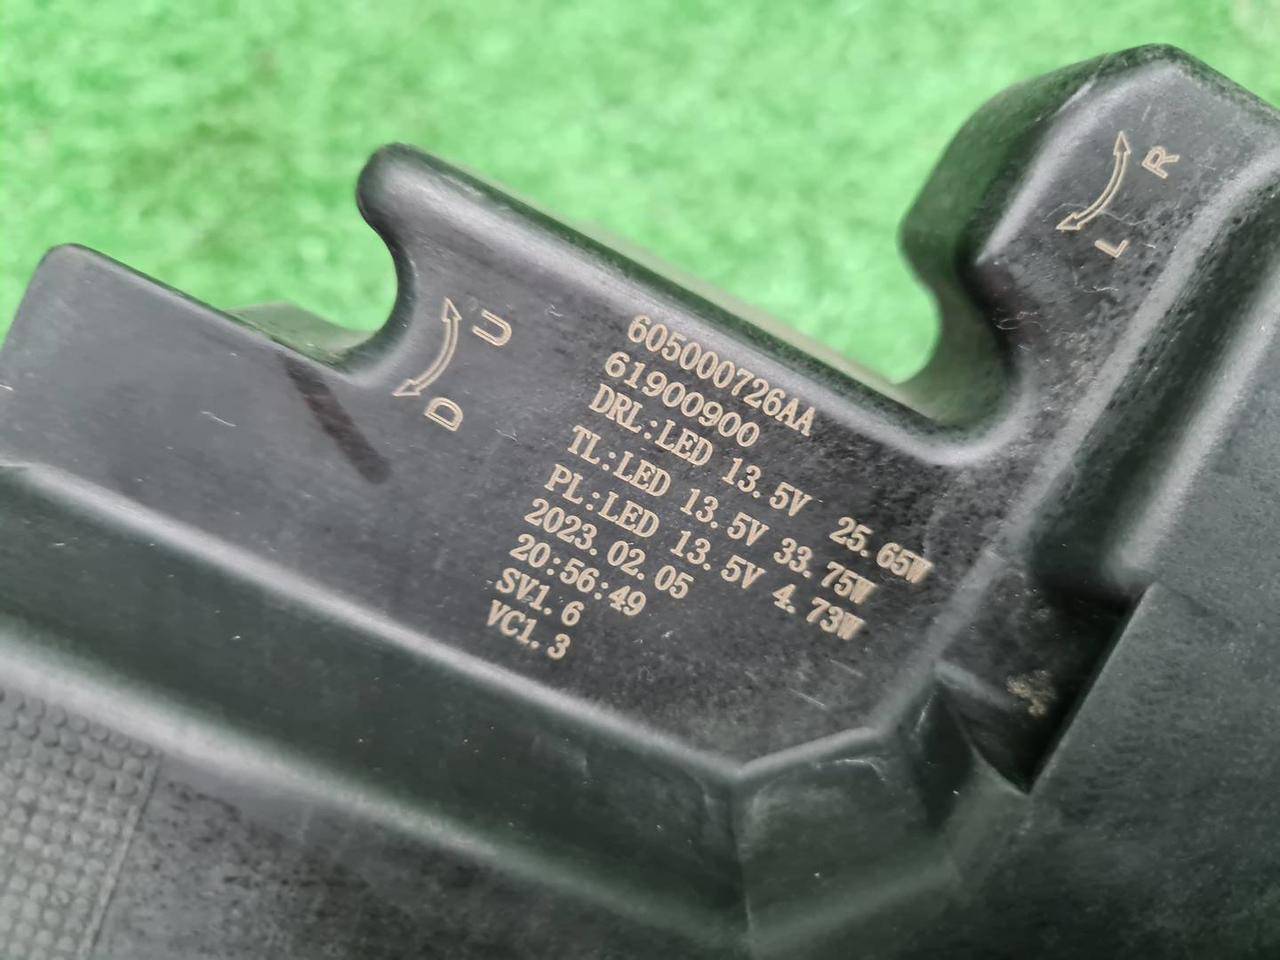 605000726AA
61900900
DRL:LED 13.5V 25.65W
TL:LED 13.5V 33.75W
PL:LED 13.5V 4.73W
2023.02.05
20:56:49
SV1.6
VC1.3
U
D
R
L